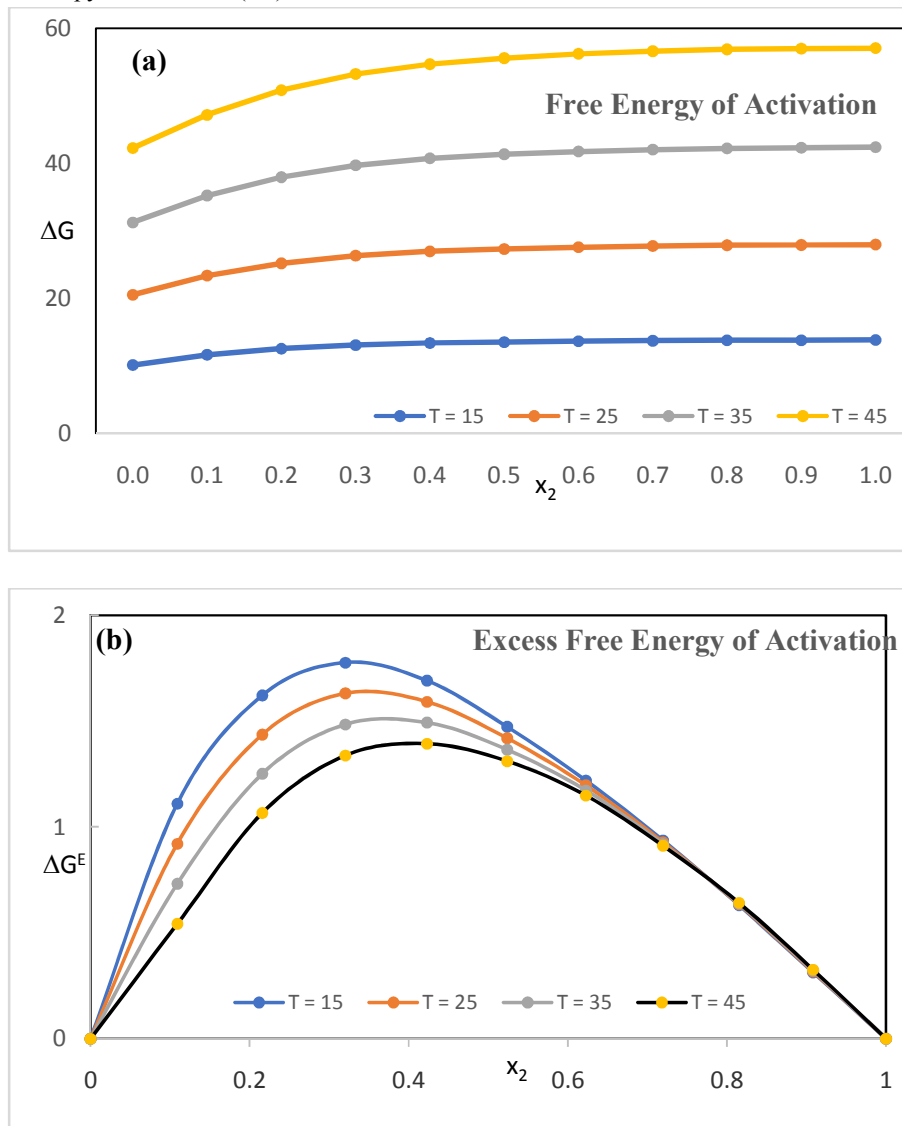 60
(a)
Free Energy of Activation
40
ΔG
20
T = 15 T = 25 T = 35 T = 45
0
0.0 0.1 0.2 0.3 0.4 0.5 0.6 0.7 0.8 0.9 1.0
x2
2
(b) Excess Free Energy of Activation
1
ΔG^E
T = 15 T = 25 T = 35 T = 45
0
0 0.2 0.4 0.6 0.8 1
x2